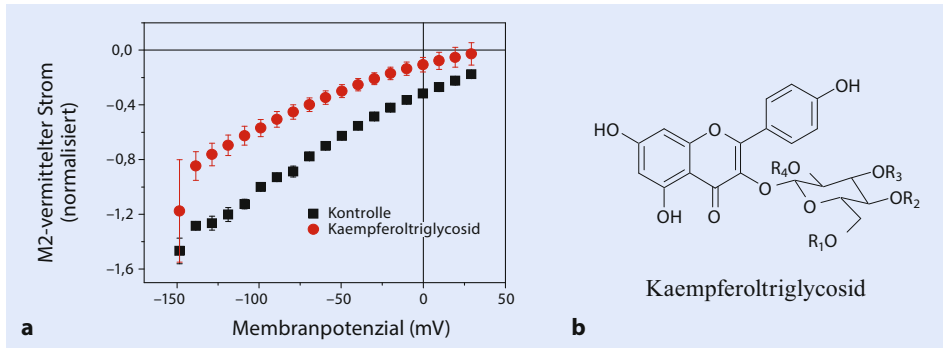 M2-vermittelter Strom
(normalisiert)
0,0
−0,4
−0,8
−1,2
−1,6
Kontrolle
Kaempferoltriglycosid
−150
−100
−50
0
50
a
Membranpotenzial (mV)
OH
HO
O
R₄O
OR₃
O
OR₂
OH
O
O
R₁O
Kaempferoltriglycosid
b